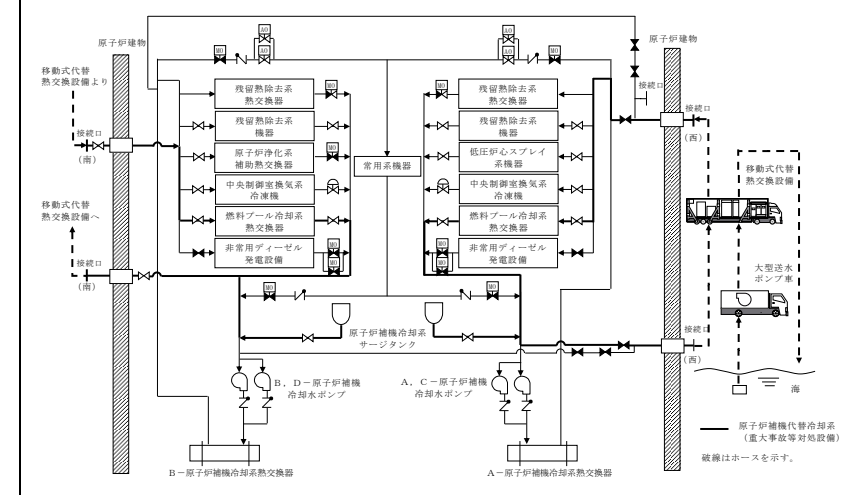 AO
AO
原子炉建物
MO
AO
AO
MO
原子炉建物
移動式代替
熱交換設備より
接続口
(南)
残留熱除去系
熱交換器
MO
残留熱除去系
機器
原子炉浄化系
補助熱交換器
MO
中央制御室換気系
冷凍機
燃料プール冷却系
熱交換器
非常用ディーゼル
発電設備
MO
MO
常用系機器
MO
残留熱除去系
熱交換器
残留熱除去系
機器
低圧炉心スプレイ
系機器
中央制御室換気系
冷凍機
燃料プール冷却系
熱交換器
MO
MO
非常用ディーゼル
発電設備
接続口
(西)
移動式代替
熱交換設備
移動式代替
熱交換設備へ
接続口
(南)
大型送水
ポンプ車
MO
MO
原子炉補機冷却系
サージタンク
接続口
(西)
海
B,D-原子炉補機
冷却水ポンプ
A,C-原子炉補機
冷却水ポンプ
B-原子炉補機冷却系熱交換器
A-原子炉補機冷却系熱交換器
原子炉補機代替冷却系
(重大事故等対処設備)
破線はホースを示す。